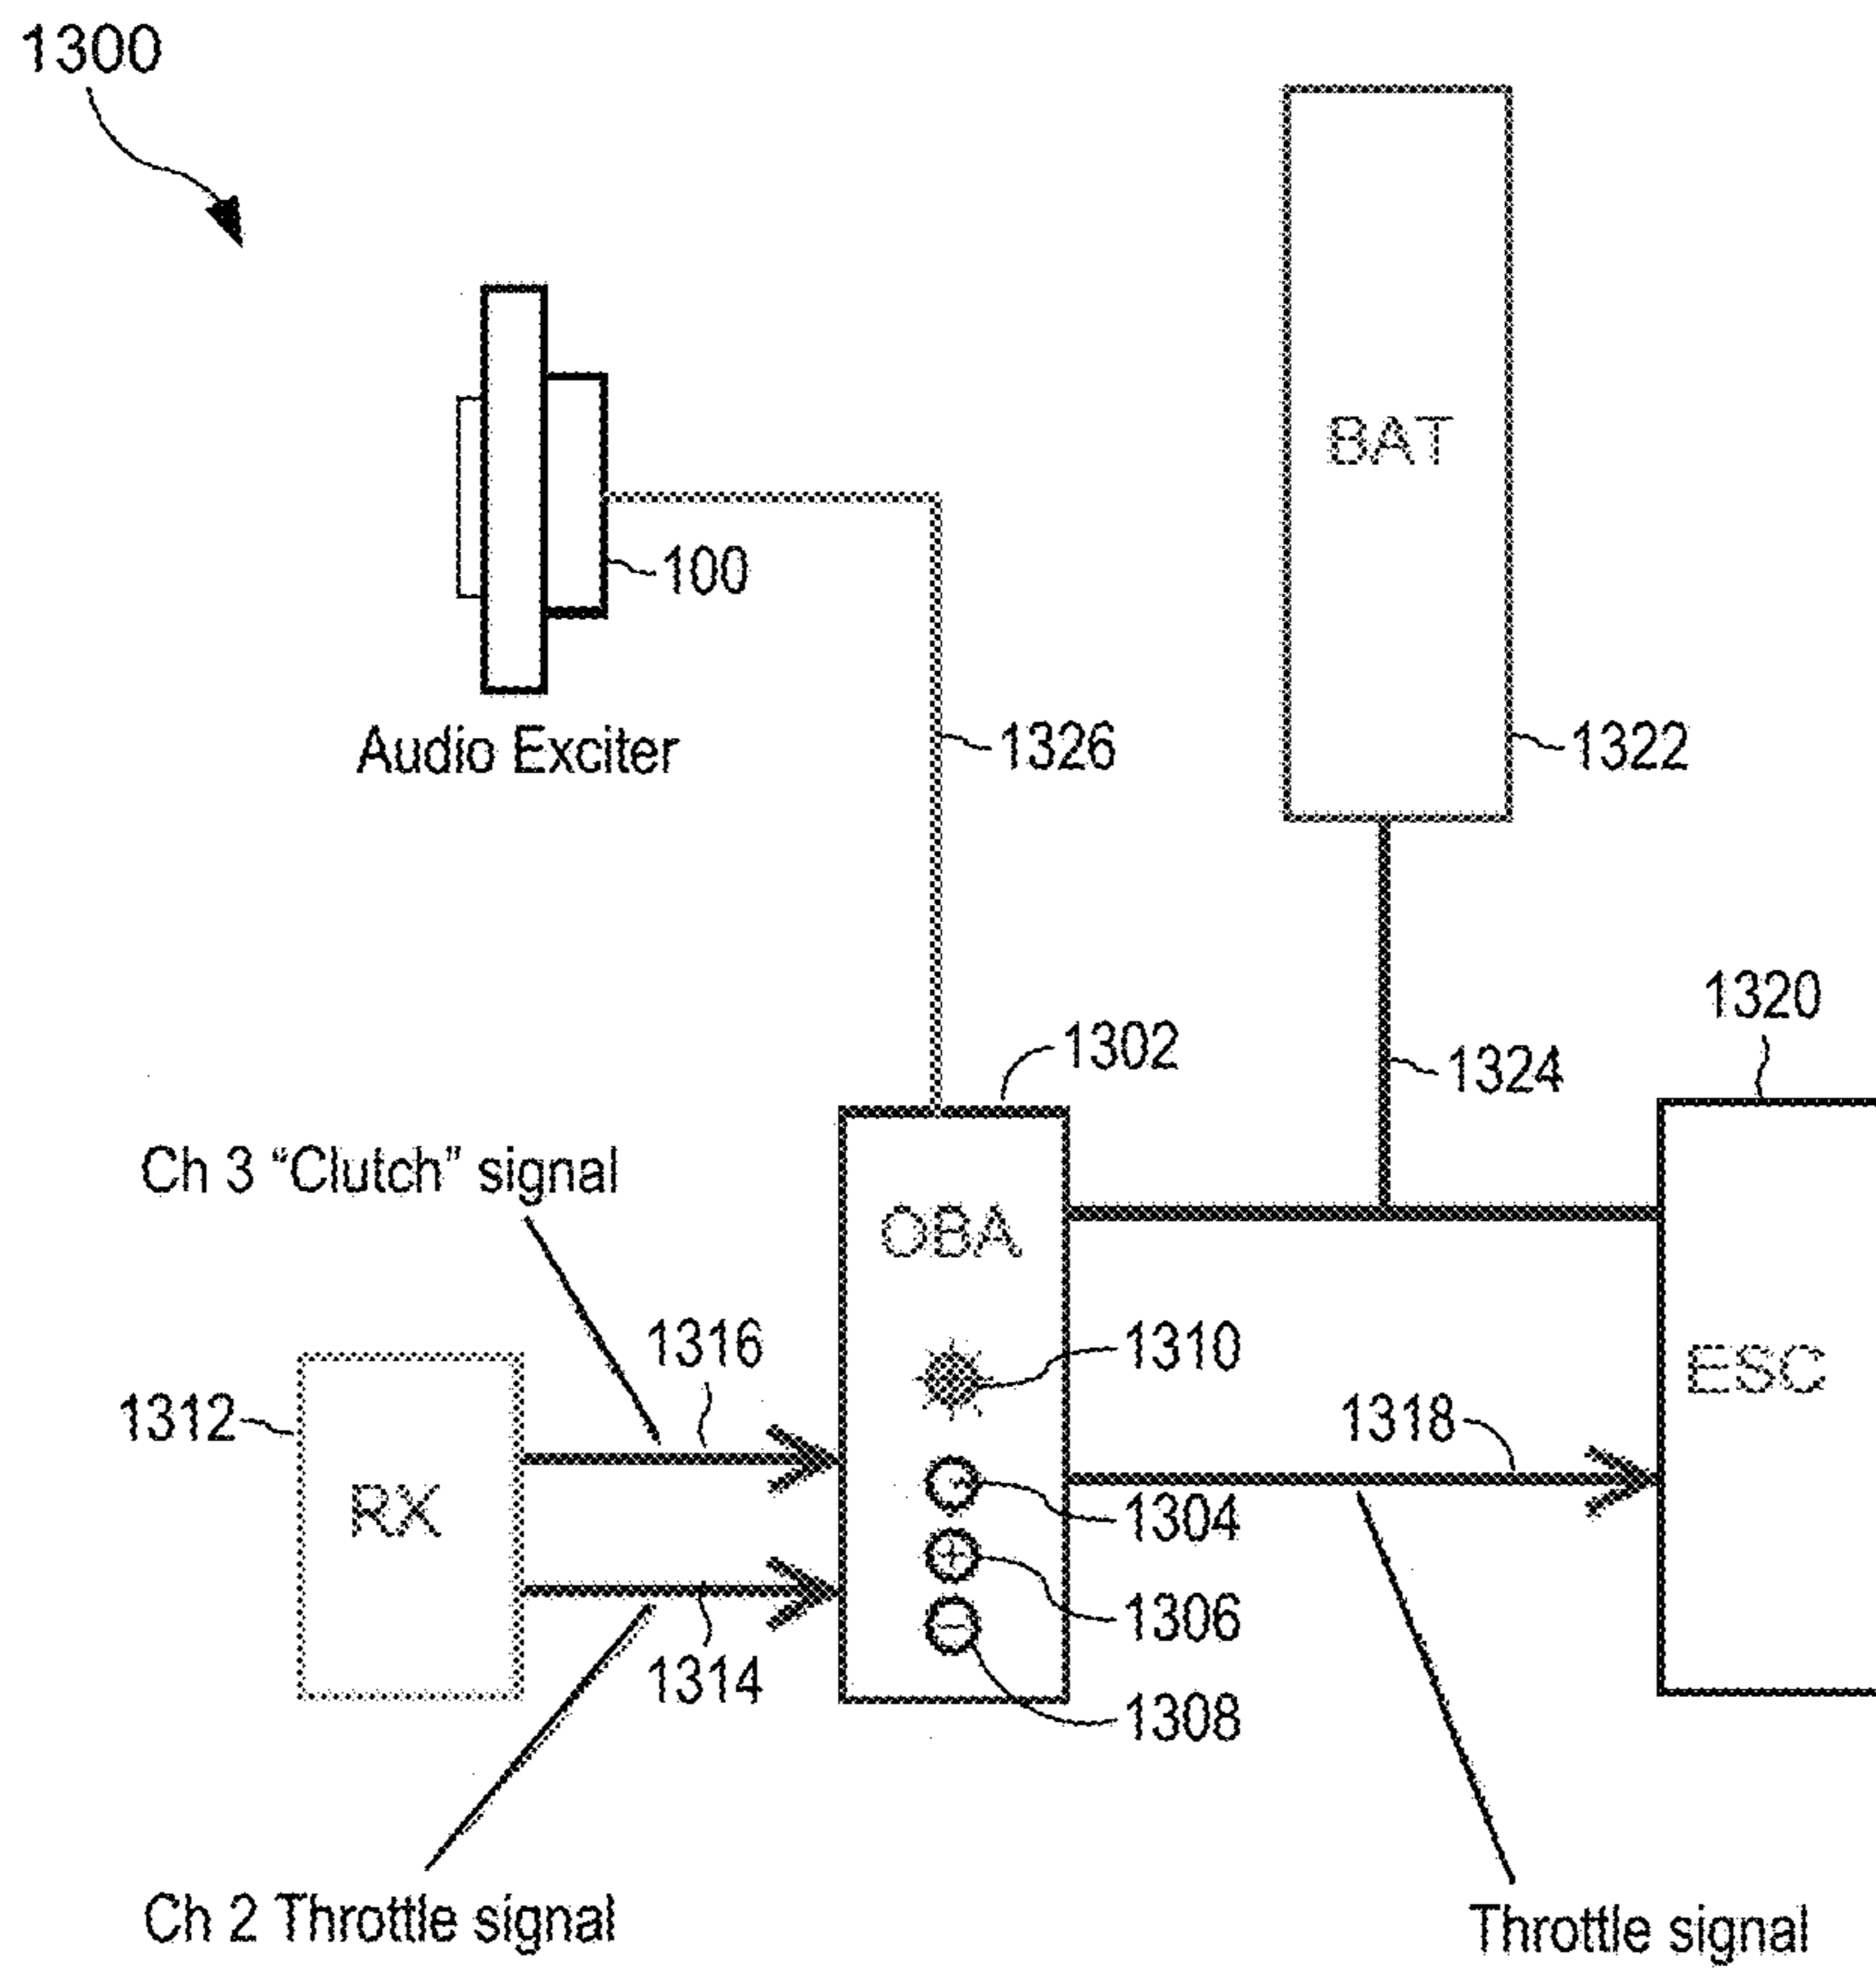 1300
BAT
100
Audio Exciter
1326
1322
1320
1302
1324
Ch 3 “Clutch” signal
OBA
1316
1310
ESC
1312
1318
RX
1304
1306
1314
1308
Ch 2 Throttle signal
Throttle signal